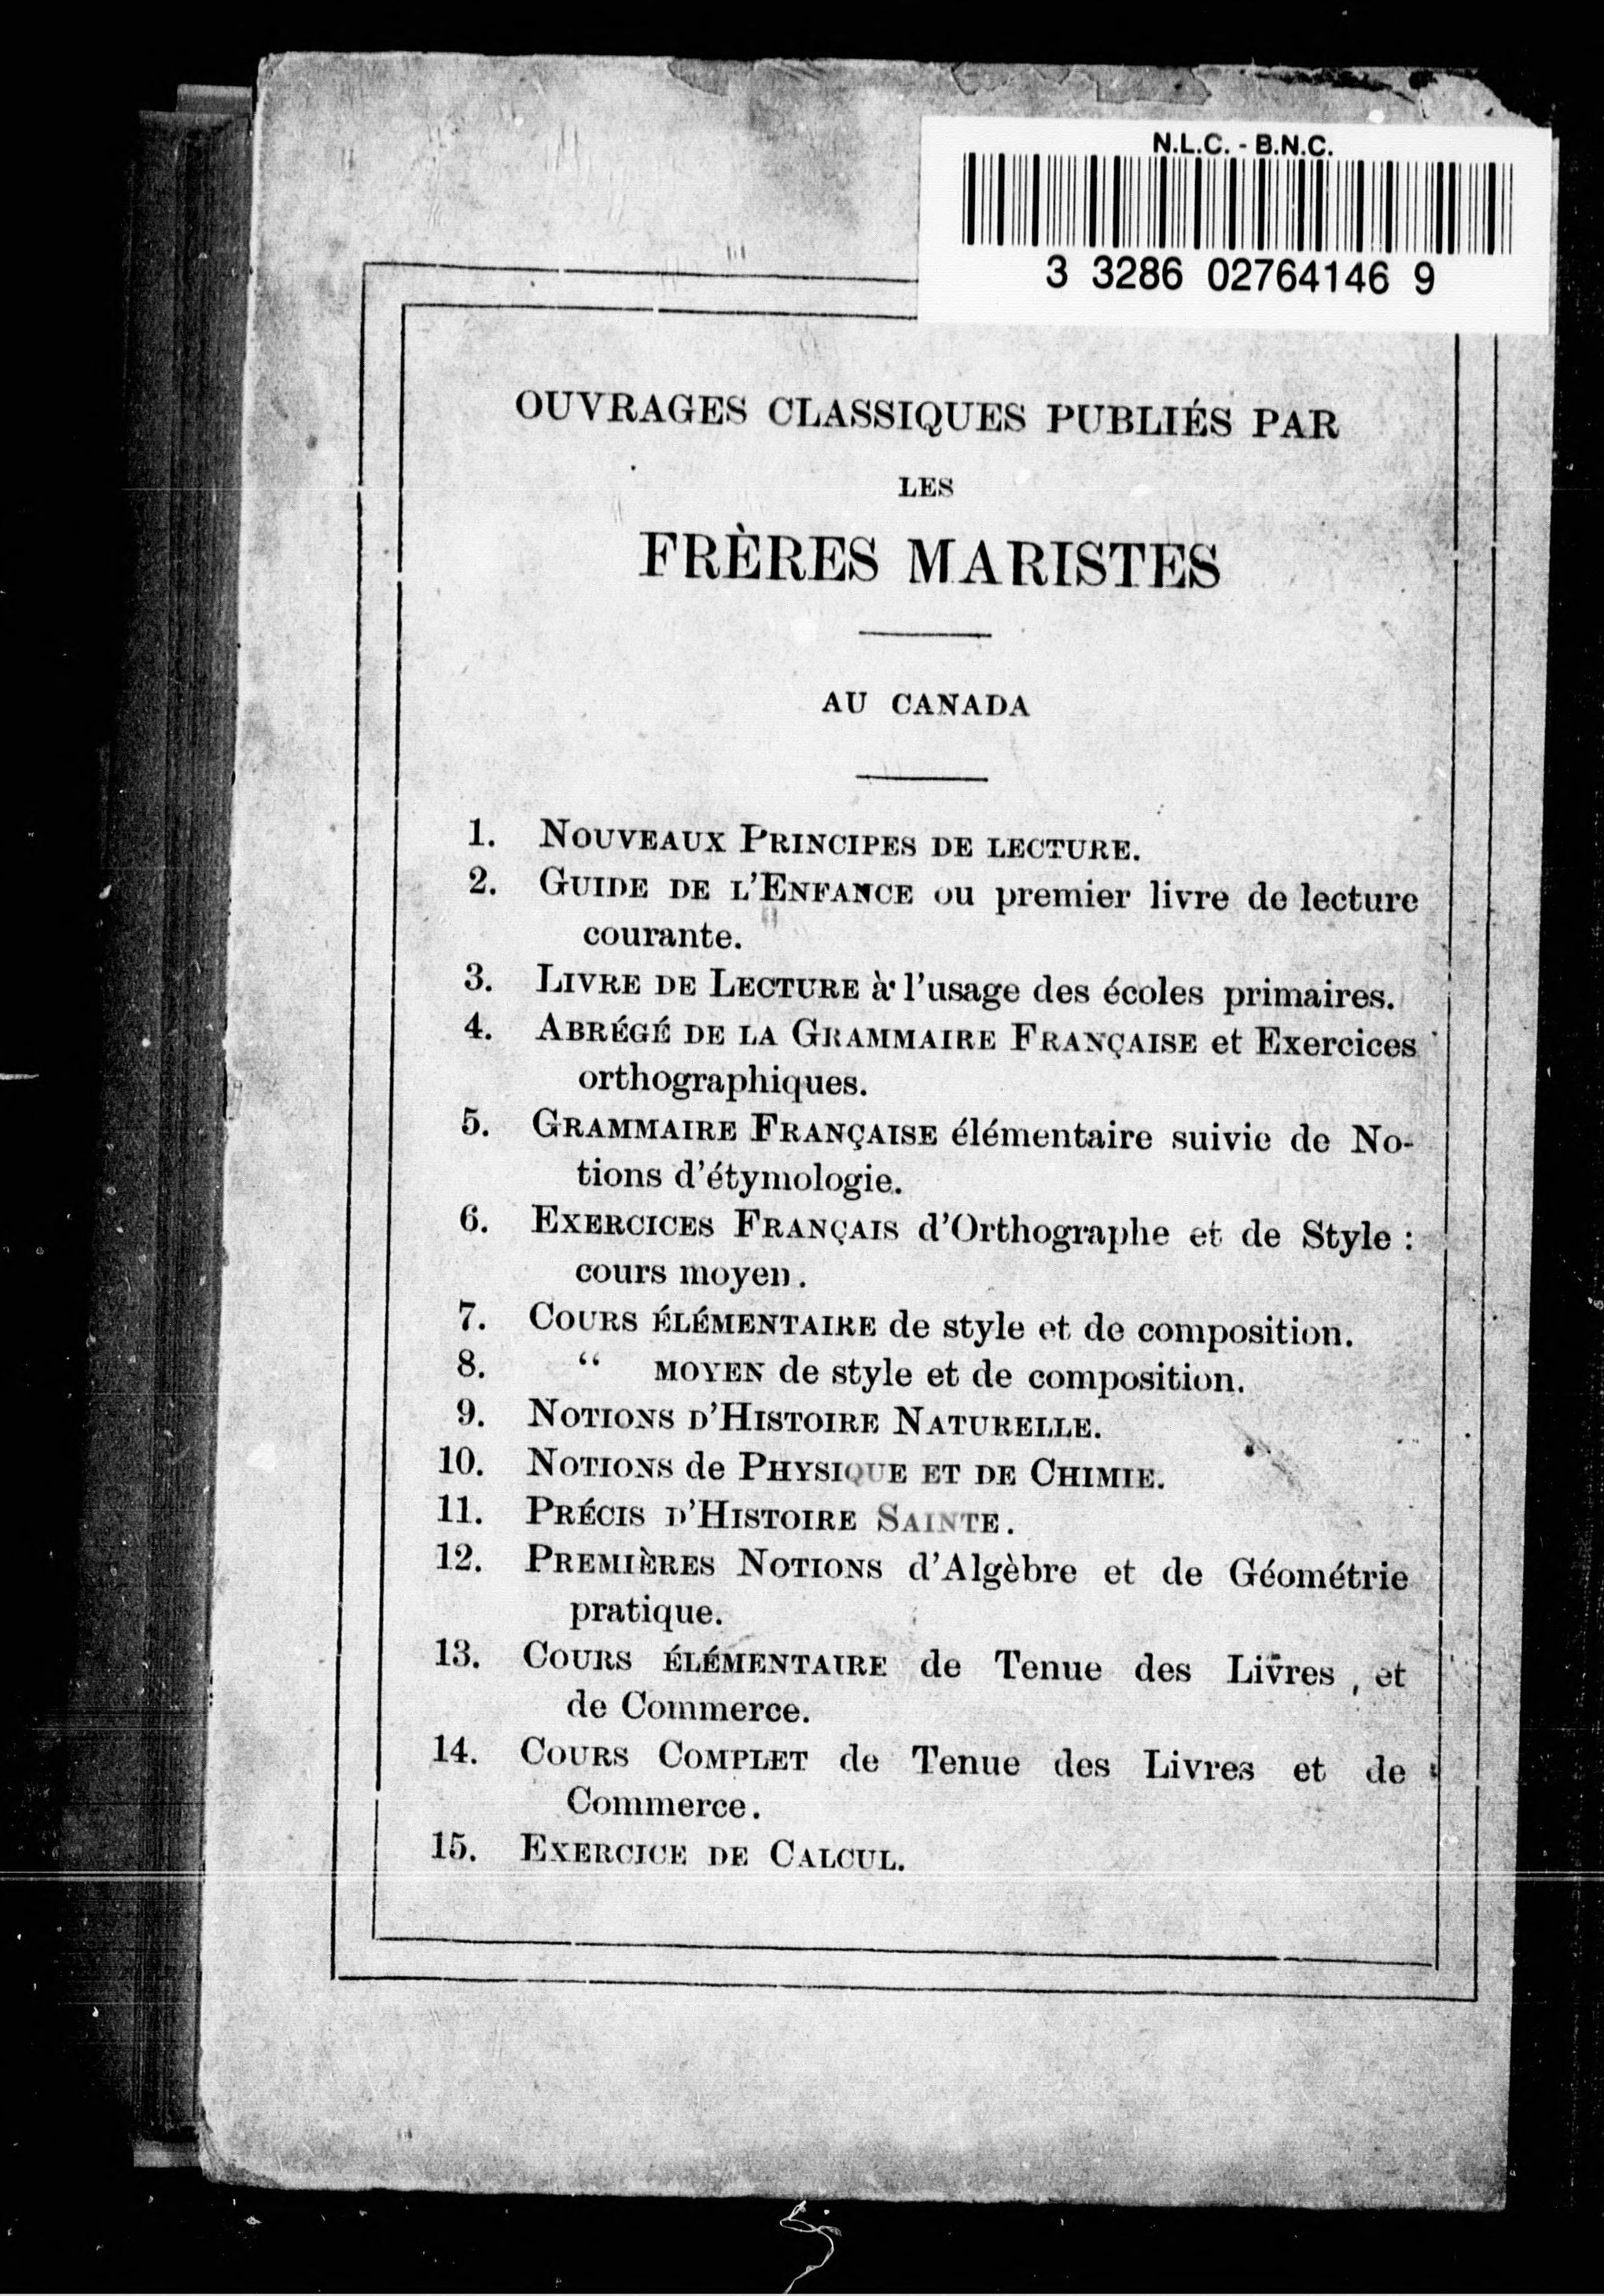 N.L.C. - B.N.C.
3 3286 02764146 9
OUVRAGES CLASSIQUES PUBLIÉS PAR
LES
FRÈRES MARISTES
AU CANADA
1. NOUVEAUX PRINCIPES DE LECTURE.
2. GUIDE DE L'ENFANCE ou premier livre de lecture
courante.
3. LIVRE DE LECTURE à l'usage des écoles primaires.
4. ABRÉGÉ DE LA GRAMMAIRE FRANÇAISE et Exercices
orthographiques.
5. GRAMMAIRE FRANÇAISE élémentaire suivie de No-
tions d'étymologie.
6. EXERCICES FRANÇAIS d'Orthographe et de Style :
cours moyen.
7. COURS ÉLÉMENTAIRE de style et de composition.
8. “ MOYEN de style et de composition.
9. NOTIONS D'HISTOIRE NATURELLE.
10. NOTIONS de PHYSIQUE ET DE CHIMIE.
11. PRÉCIS D'HISTOIRE SAINTE.
12. PREMIÈRES NOTIONS d'Algèbre et de Géométrie
pratique.
13. COURS ÉLÉMENTAIRE de Tenue des Livres , et
de Commerce.
14. COURS COMPLET de Tenue des Livres et de
Commerce.
15. EXERCICE DE CALCUL.